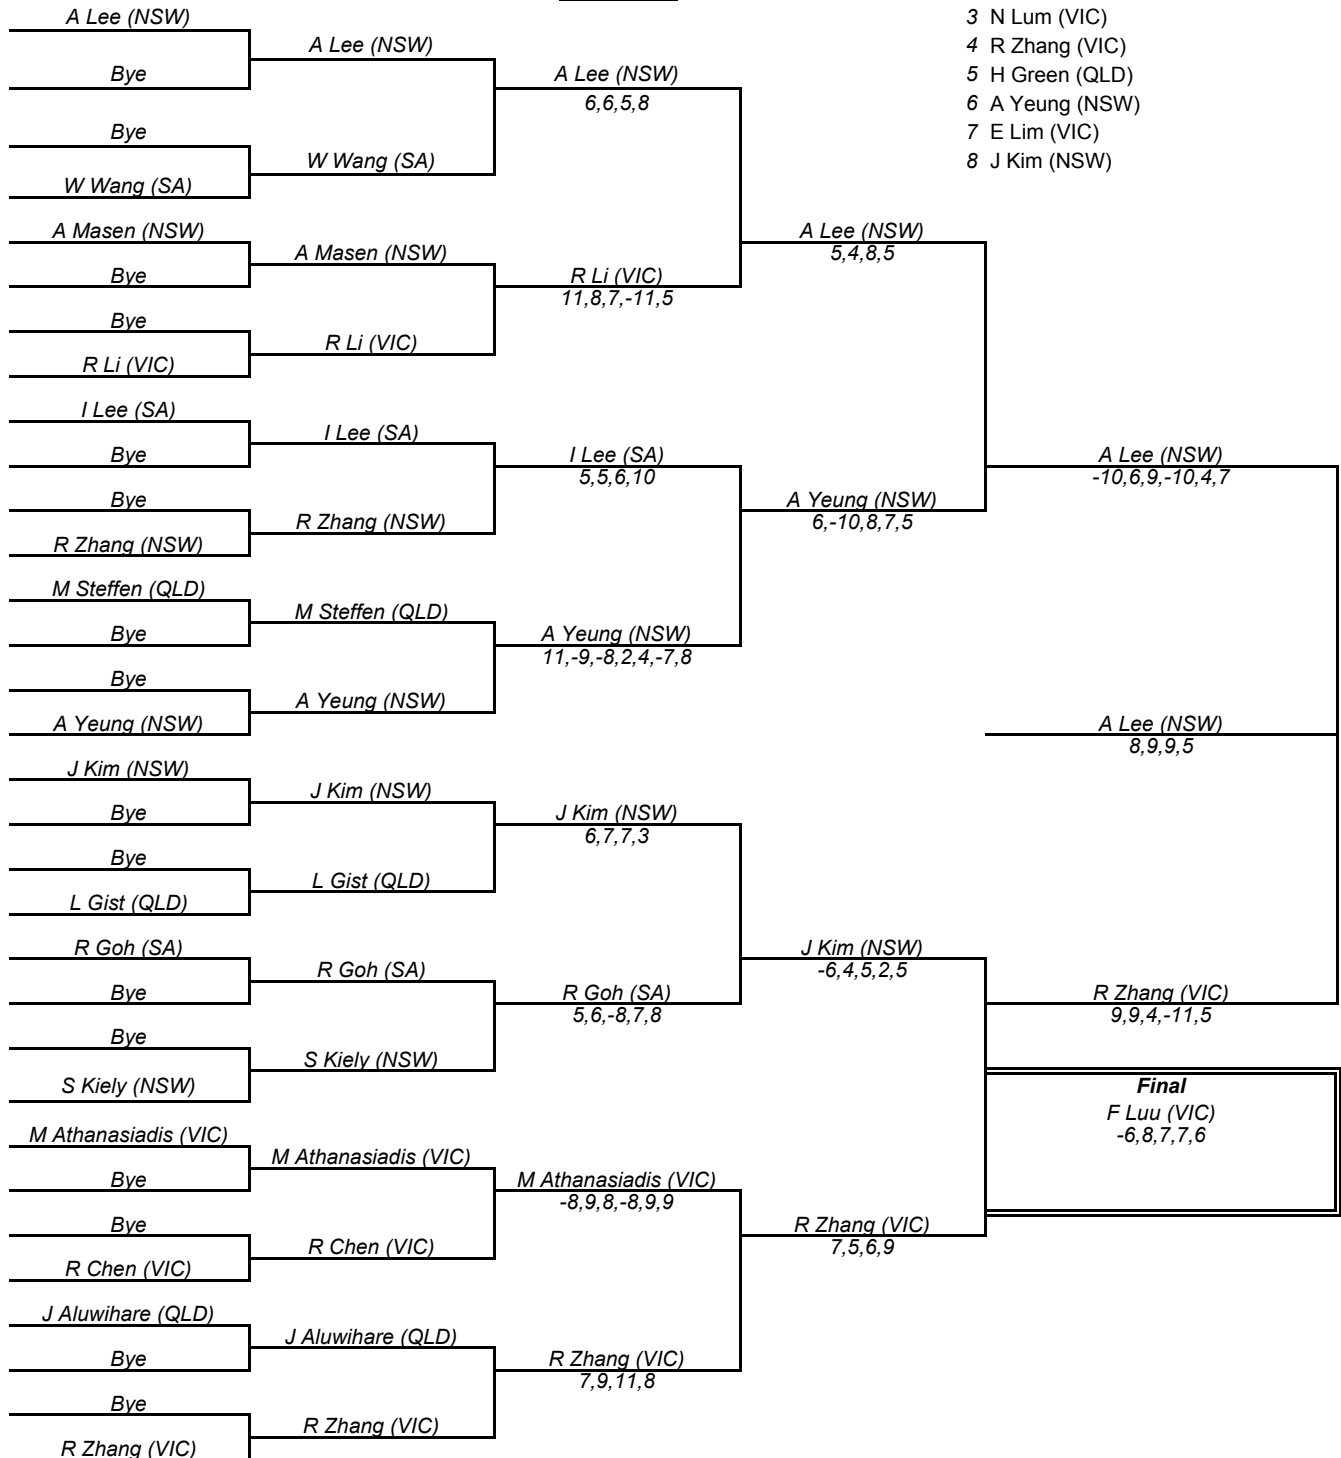 A Lee (NSW)
Bye
Bye
W Wang (SA)
A Masen (NSW)
Bye
Bye
R Li (VIC)
I Lee (SA)
Bye
Bye
R Zhang (NSW)
M Steffen (QLD)
Bye
Bye
A Yeung (NSW)
J Kim (NSW)
Bye
Bye
L Gist (QLD)
R Goh (SA)
Bye
Bye
S Kiely (NSW)
M Athanasiadis (VIC)
Bye
Bye
R Chen (VIC)
J Aluwihare (QLD)
Bye
Bye
R Zhang (VIC)
A Lee (NSW)
W Wang (SA)
A Masen (NSW)
R Li (VIC)
I Lee (SA)
R Zhang (NSW)
M Steffen (QLD)
A Yeung (NSW)
J Kim (NSW)
L Gist (QLD)
R Goh (SA)
S Kiely (NSW)
M Athanasiadis (VIC)
R Chen (VIC)
J Aluwihare (QLD)
R Zhang (VIC)
A Lee (NSW)
6,6,5,8
R Li (VIC)
11,8,7,-11,5
I Lee (SA)
5,5,6,10
A Yeung (NSW)
11,-9,-8,2,4,-7,8
J Kim (NSW)
6,7,7,3
R Goh (SA)
5,6,-8,7,8
M Athanasiadis (VIC)
-8,9,8,-8,9,9
R Zhang (VIC)
7,9,11,8
A Lee (NSW)
5,4,8,5
A Yeung (NSW)
6,-10,8,7,5
J Kim (NSW)
-6,4,5,2,5
R Zhang (VIC)
7,5,6,9
3 N Lum (VIC)
4 R Zhang (VIC)
5 H Green (QLD)
6 A Yeung (NSW)
7 E Lim (VIC)
8 J Kim (NSW)
A Lee (NSW)
-10,6,9,-10,4,7
A Lee (NSW)
8,9,9,5
R Zhang (VIC)
9,9,4,-11,5
Final
F Luu (VIC)
-6,8,7,7,6